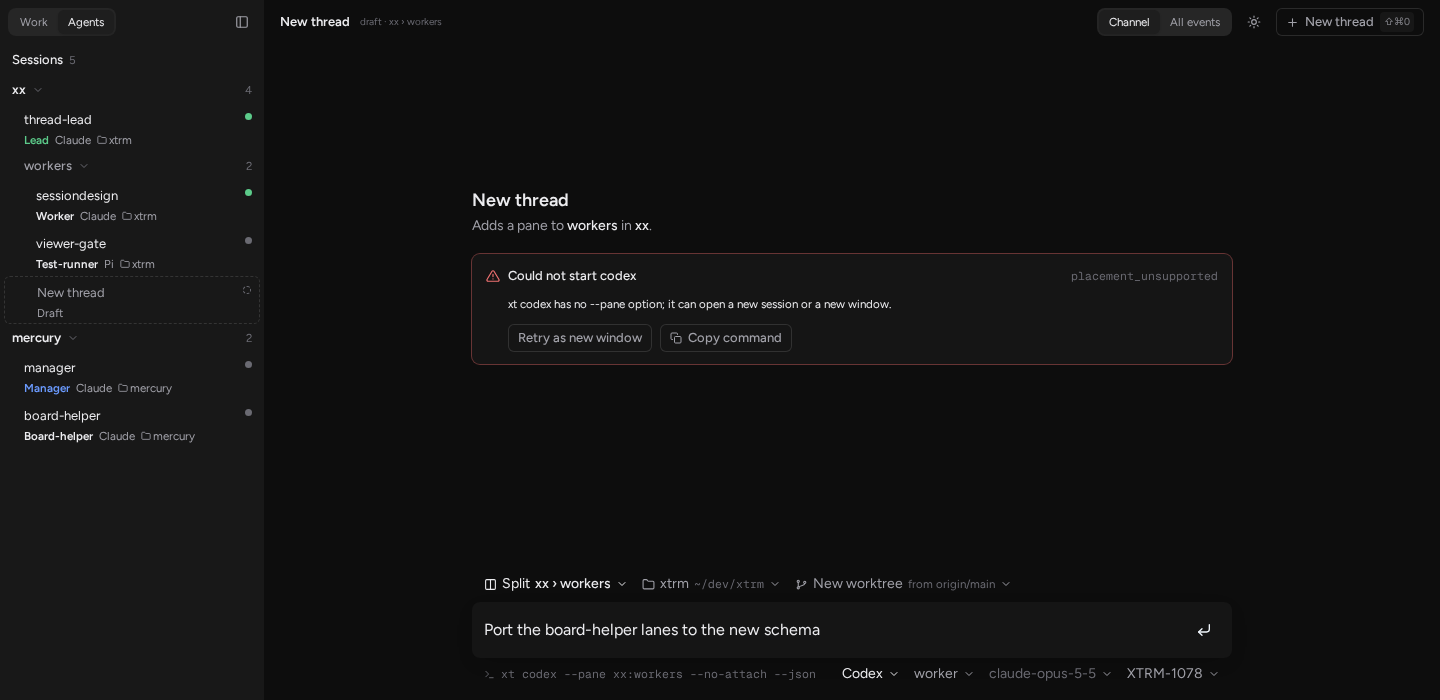 Work Agents
Sessions 5
xx 4
thread-lead
Lead Claude xtrm
workers 2
sessiondesign
Worker Claude xtrm
viewer-gate
Test-runner Pi xtrm
New thread
Draft
mercury 2
manager
Manager Claude mercury
board-helper
Board-helper Claude mercury
New thread draft · xx › workers
Channel All events
New thread ⇧⌘O
New thread
Adds a pane to workers in xx.
Could not start codex placement_unsupported
xt codex has no --pane option; it can open a new session or a new window.
Retry as new window Copy command
Split xx › workers xtrm ~/dev/xtrm New worktree from origin/main
Port the board-helper lanes to the new schema
xt codex --pane xx:workers --no-attach --json Codex worker claude-opus-5-5 XTRM-1078